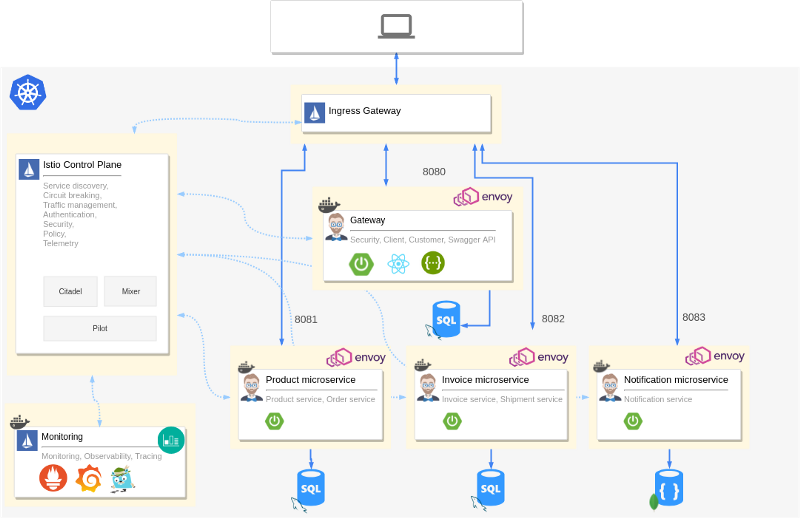 Ingress Gateway
Istio Control Plane
Service discovery,
Circuit breaking,
Traffic management,
Authentication,
Security,
Policy,
Telemetry
Citadel
Mixer
Pilot
8080
envoy
Gateway
Security, Client, Customer, Swagger API
{...}
SQL
8081
8082
8083
envoy
Product microservice
Product service, Order service
envoy
Invoice microservice
Invoice service, Shipment service
envoy
Notification microservice
Notification service
Monitoring
Monitoring, Observability, Tracing
SQL
SQL
{ }